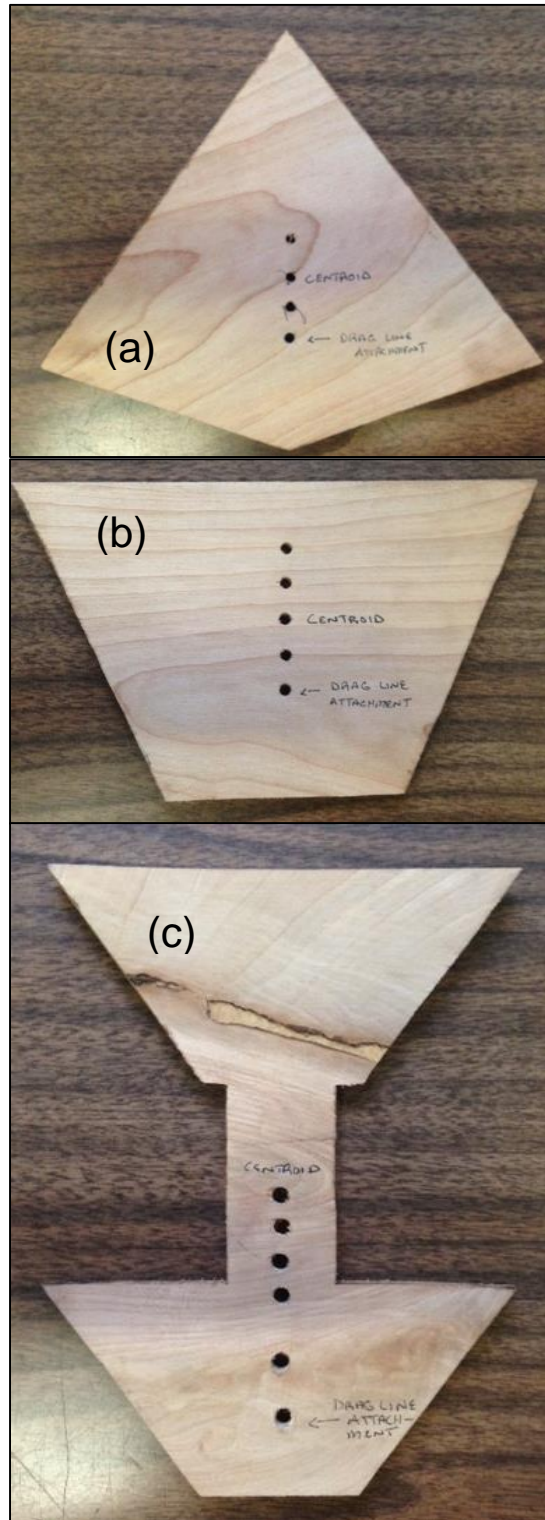 (a)
CENTROID
← DRAG LINE
ATTACHMENT
(b)
CENTROID
← DRAG LINE
ATTACHMENT
(c)
CENTROID
DRAG LINE
← ATTACH-
MENT